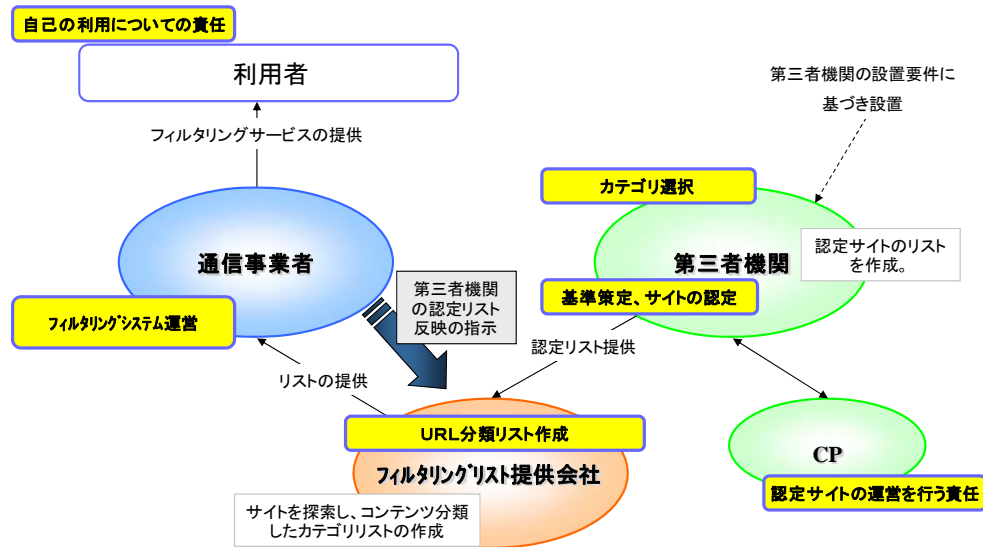 自己の利用についての責任
利用者
第三者機関の設置要件に
基づき設置
フィルタリングサービスの提供
カテゴリ選択
通信事業者
第三者機関
認定サイトのリスト
を作成。
第三者機関
の認定リスト
反映の指示
基準策定、サイトの認定
フィルタリングシステム運営
認定リスト提供
リストの提供
URL分類リスト作成
CP
フィルタリングリスト提供会社
認定サイトの運営を行う責任
サイトを探索し、コンテンツ分類
したカテゴリリストの作成